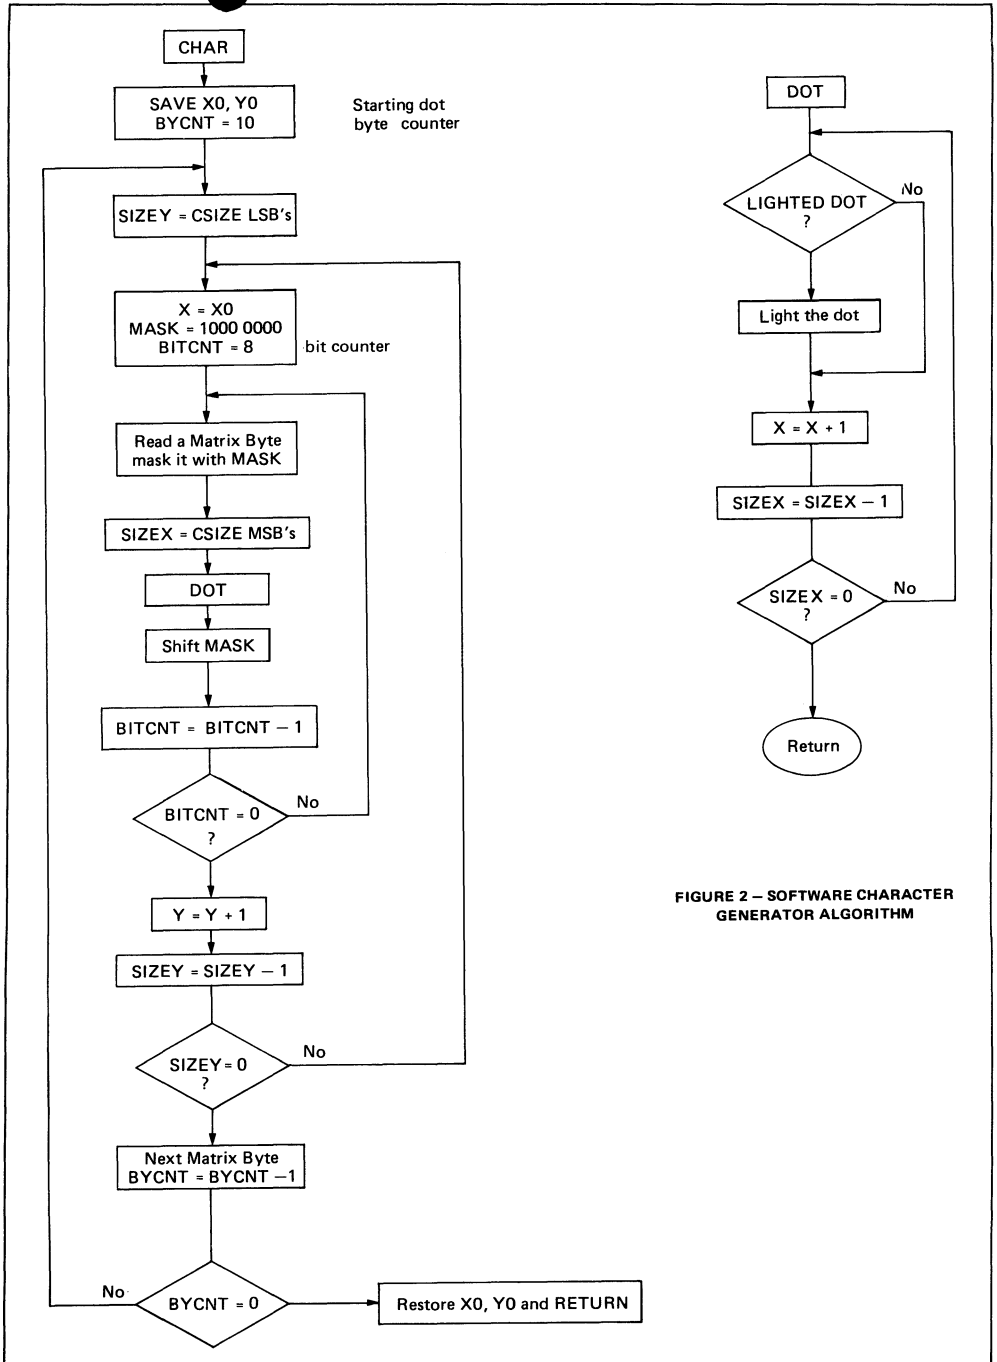 CHAR
SAVE X0, Y0
BYCNT = 10
Starting dot
byte counter
SIZEY = CSIZE LSB's
X = X0
MASK = 1000 0000
BITCNT = 8
bit counter
Read a Matrix Byte
mask it with MASK
SIZEX = CSIZE MSB's
DOT
Shift MASK
BITCNT = BITCNT – 1
BITCNT = 0
?
No
Y = Y + 1
SIZEY = SIZEY – 1
SIZEY = 0
?
No
Next Matrix Byte
BYCNT = BYCNT –1
BYCNT = 0
No
Restore X0, Y0 and RETURN
DOT
LIGHTED DOT
?
No
Light the dot
X = X + 1
SIZEX = SIZEX – 1
SIZEX = 0
?
No
Return
FIGURE 2 – SOFTWARE CHARACTER
GENERATOR ALGORITHM